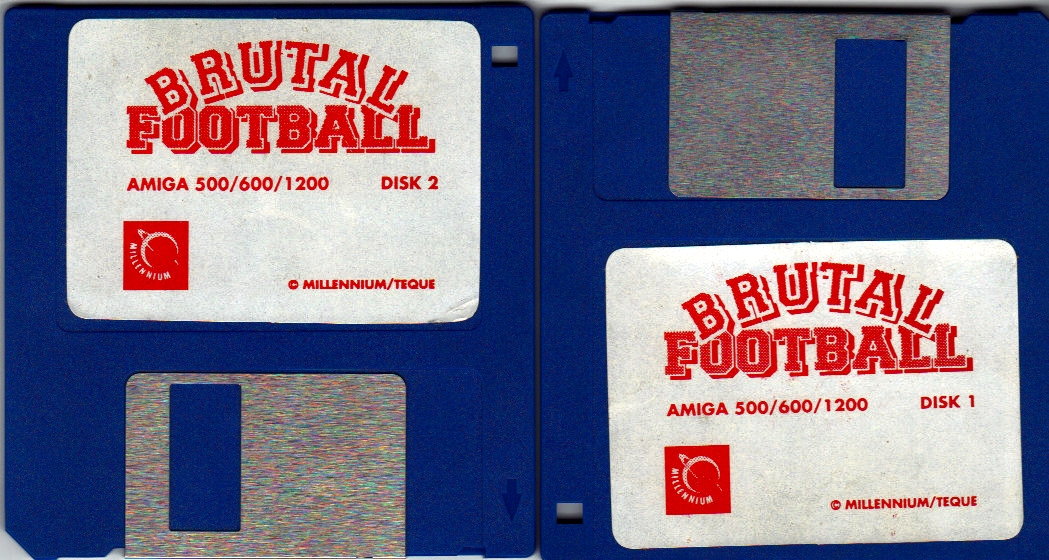 BRUTAL
FOOTBALL
AMIGA 500/600/1200 DISK 2
MILLENNIUM
© MILLENNIUM/TEQUE
BRUTAL
FOOTBALL
AMIGA 500/600/1200 DISK 1
MILLENNIUM
© MILLENNIUM/TEQUE